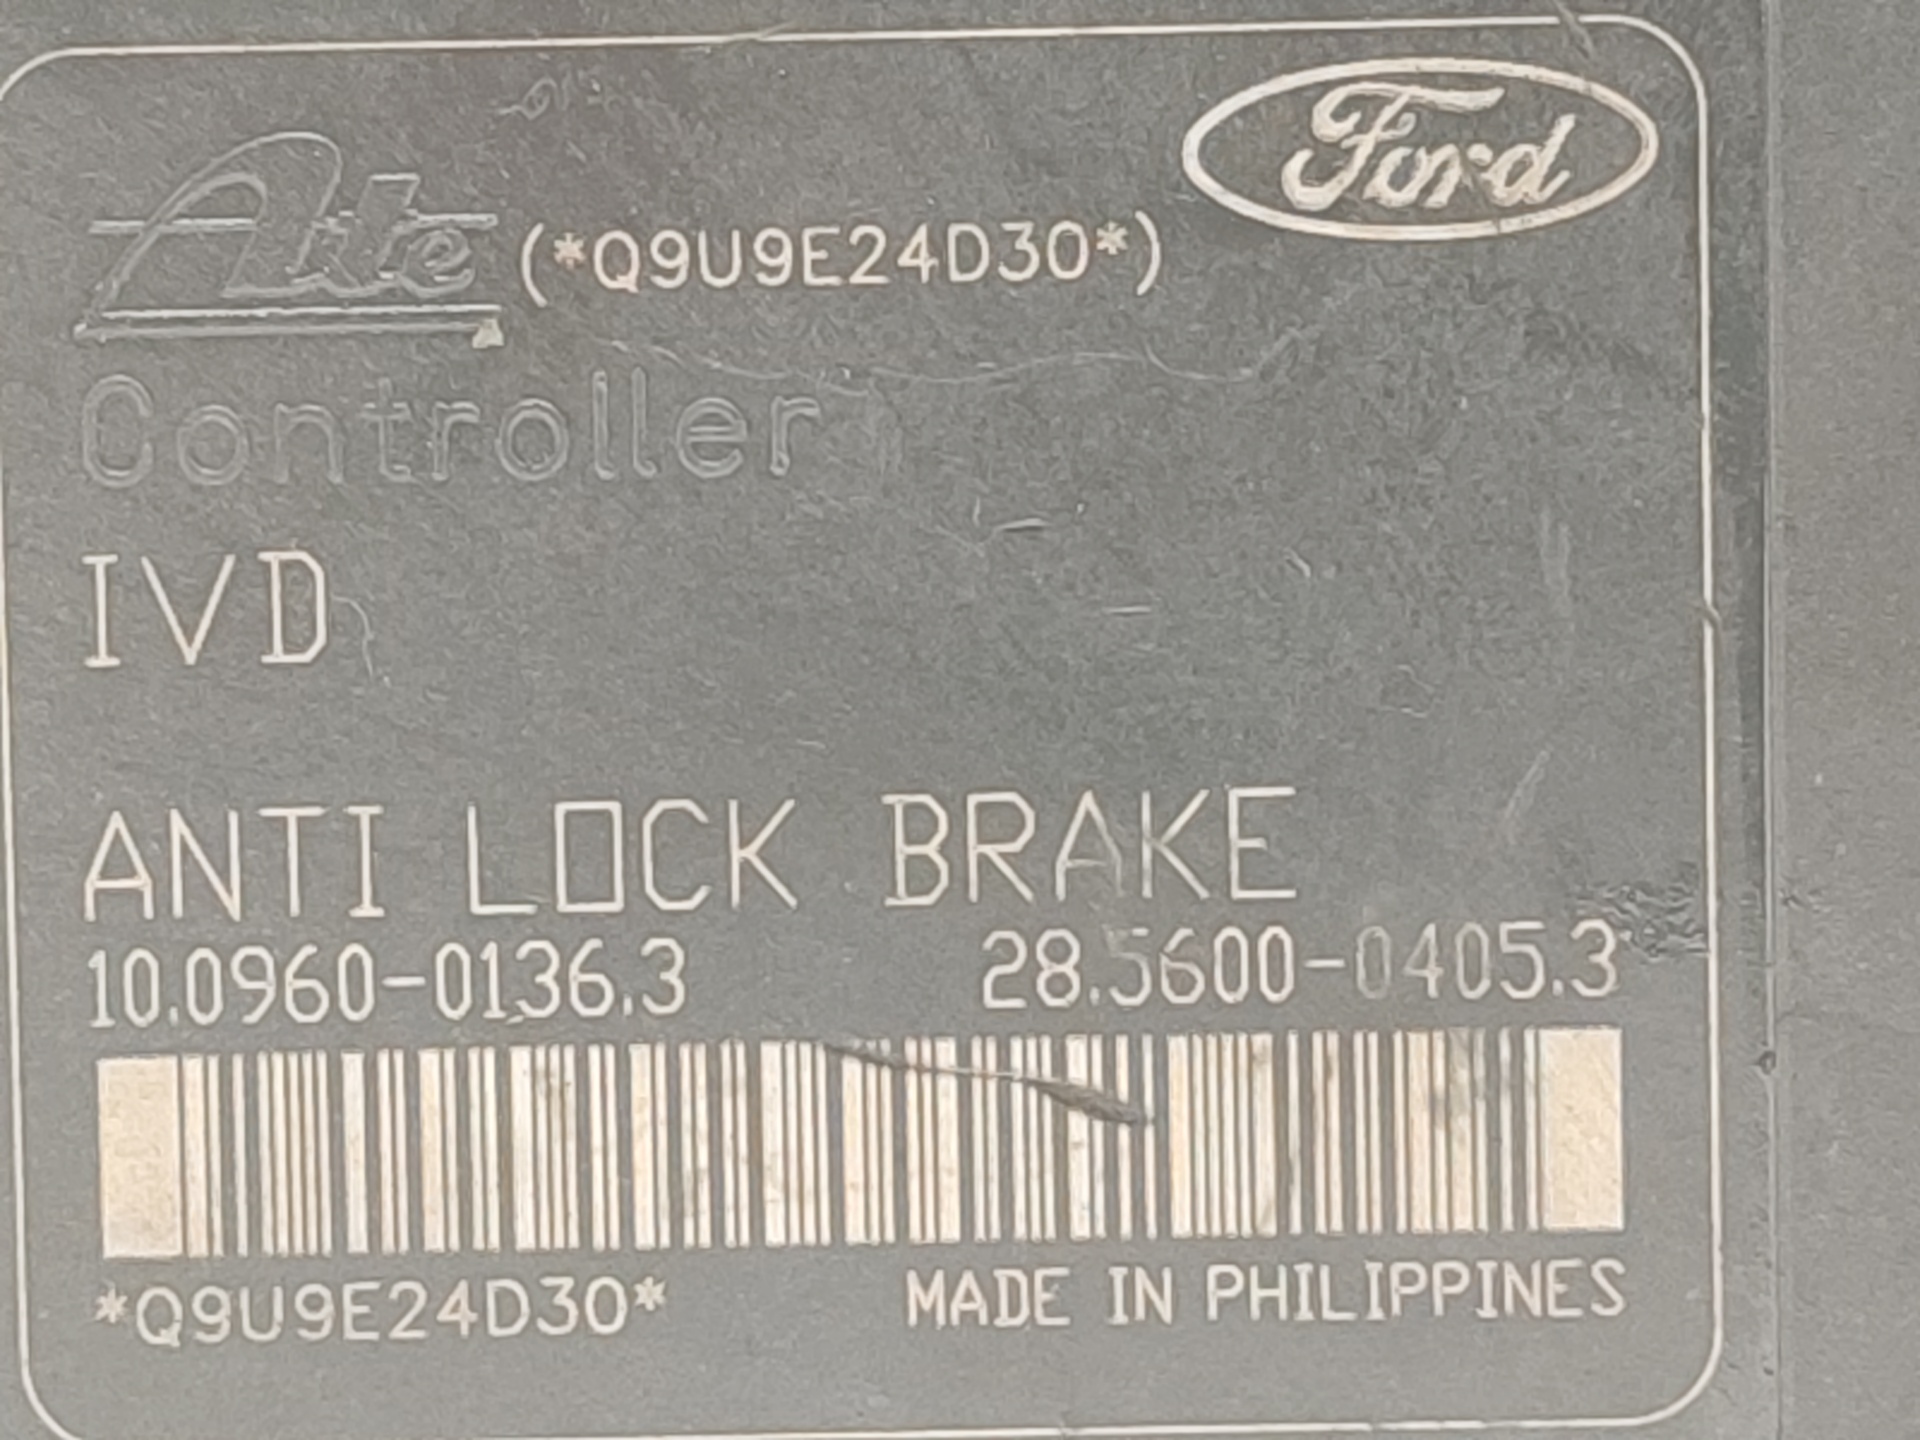 Ate (*Q9U9E24D30*) Ford
Controller
IVD
ANTI LOCK BRAKE
10.0960-0136.3 28.5600-0405.3
*Q9U9E24D30* MADE IN PHILIPPINES